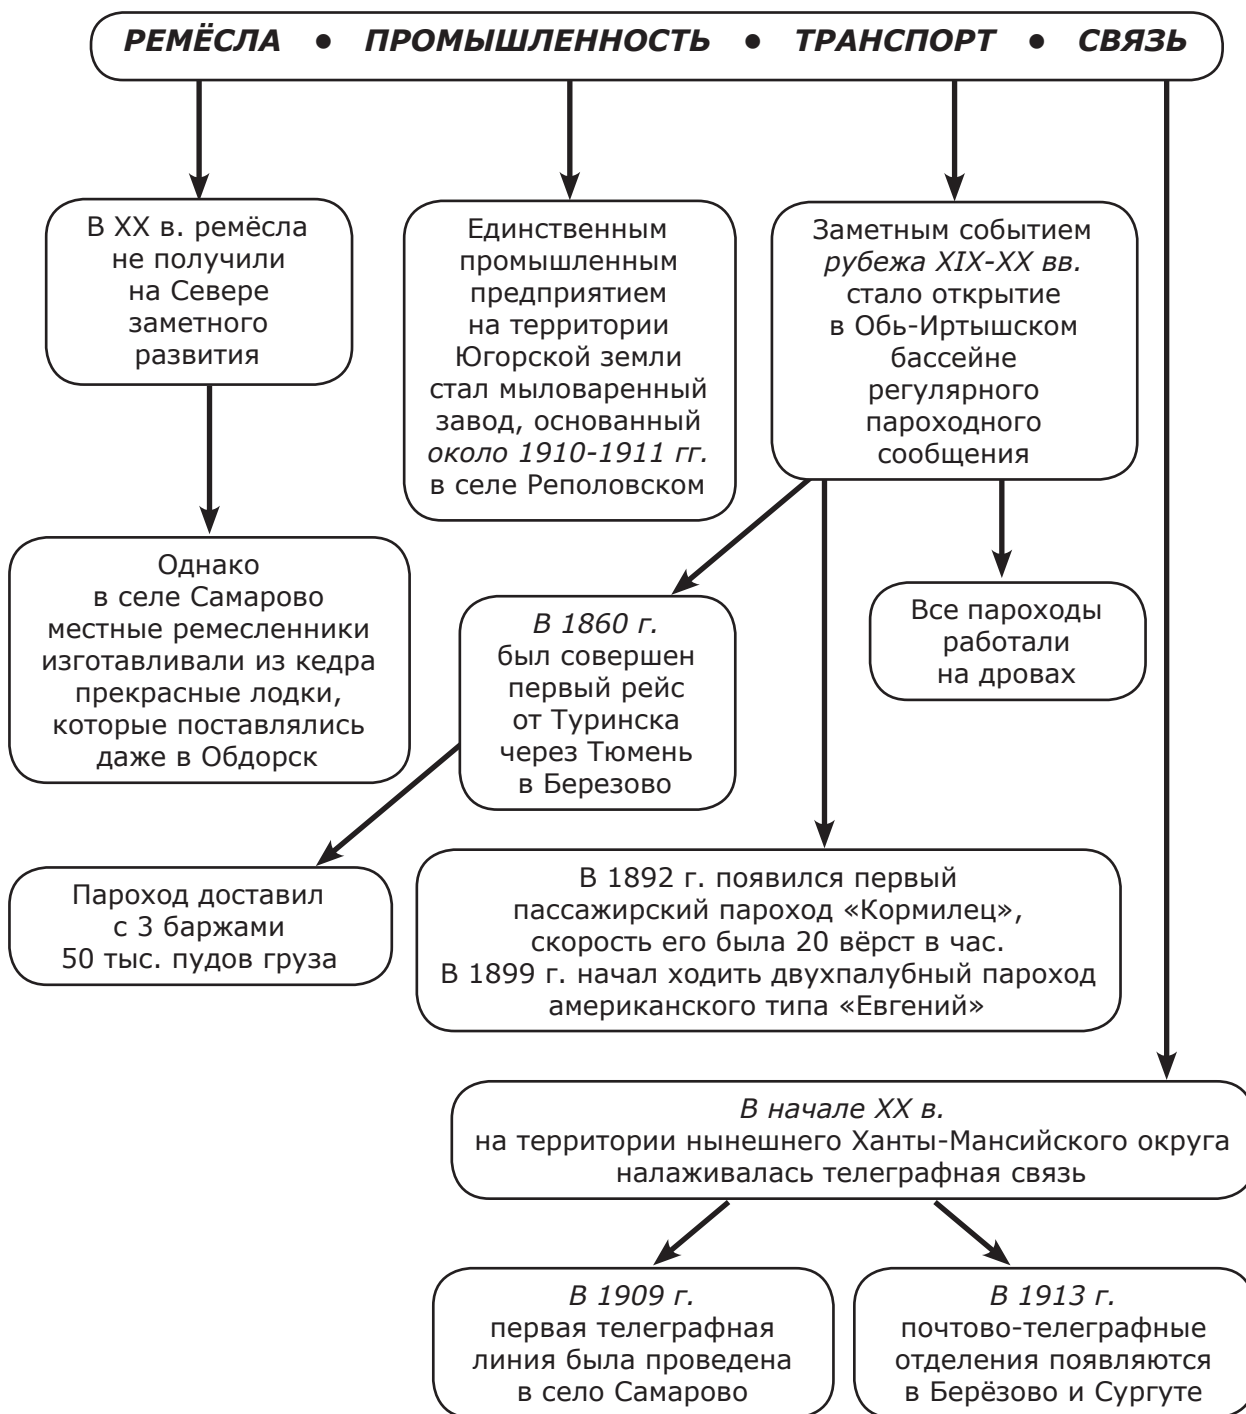 РЕМЁСЛА • ПРОМЫШЛЕННОСТЬ • ТРАНСПОРТ • СВЯЗЬ
В XX в. ремёсла
не получили
на Севере
заметного
развития
Однако
в селе Самарово
местные ремесленники
изготавливали из кедра
прекрасные лодки,
которые поставлялись
даже в Обдорск
Единственным
промышленным
предприятием
на территории
Югорской земли
стал мыловаренный
завод, основанный
около 1910-1911 гг.
в селе Реполовском
Заметным событием
рубежа XIX-XX вв.
стало открытие
в Обь-Иртышском
бассейне
регулярного
пароходного
сообщения
В 1860 г.
был совершен
первый рейс
от Туринска
через Тюмень
в Березово
Пароход доставил
с 3 баржами
50 тыс. пудов груза
В 1892 г. появился первый
пассажирский пароход «Кормилец»,
скорость его была 20 вёрст в час.
В 1899 г. начал ходить двухпалубный пароход
американского типа «Евгений»
Все пароходы
работали
на дровах
В начале XX в.
на территории нынешнего Ханты-Мансийского округа
налаживалась телеграфная связь
В 1909 г.
первая телеграфная
линия была проведена
в село Самарово
В 1913 г.
почтово-телеграфные
отделения появляются
в Берёзово и Сургуте